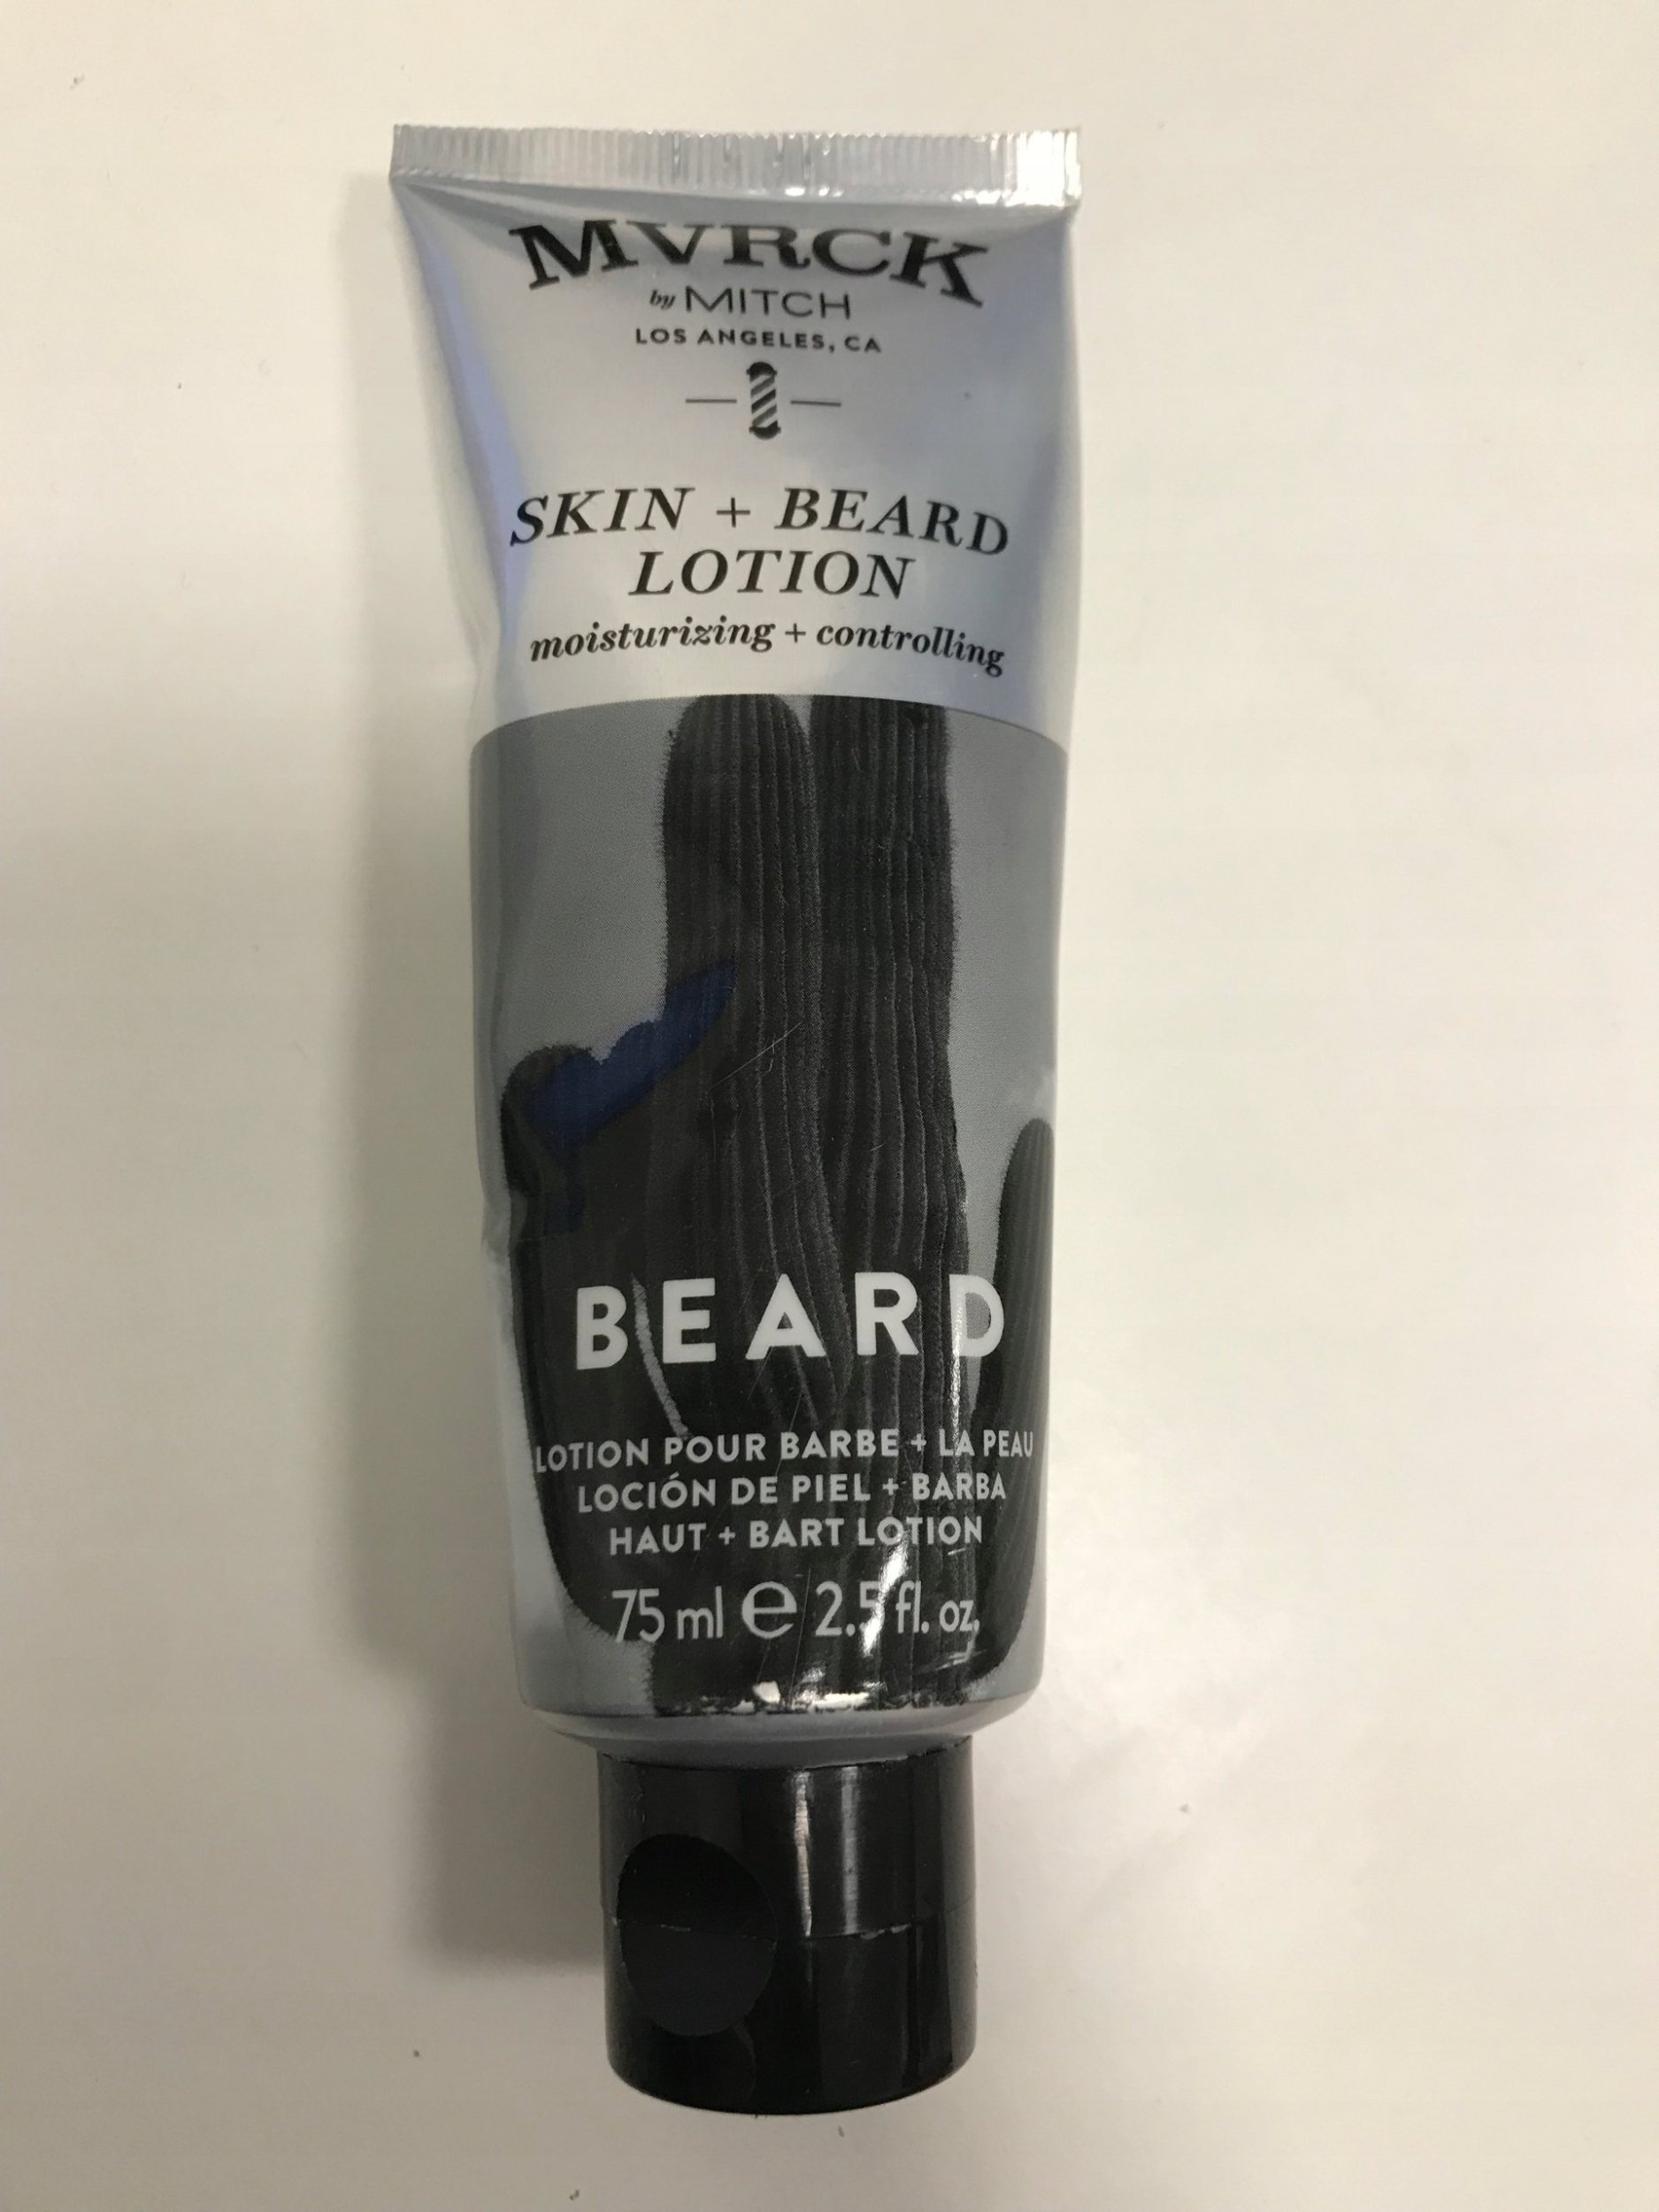 MVRCK
by MITCH
LOS ANGELES, CA
SKIN + BEARD
LOTION
moisturizing + controlling
BEARD
LOTION POUR BARBE + LA PEAU
LOCIÓN DE PIEL + BARBA
HAUT + BART LOTION
75 ml ℮ 2.5 fl. oz.